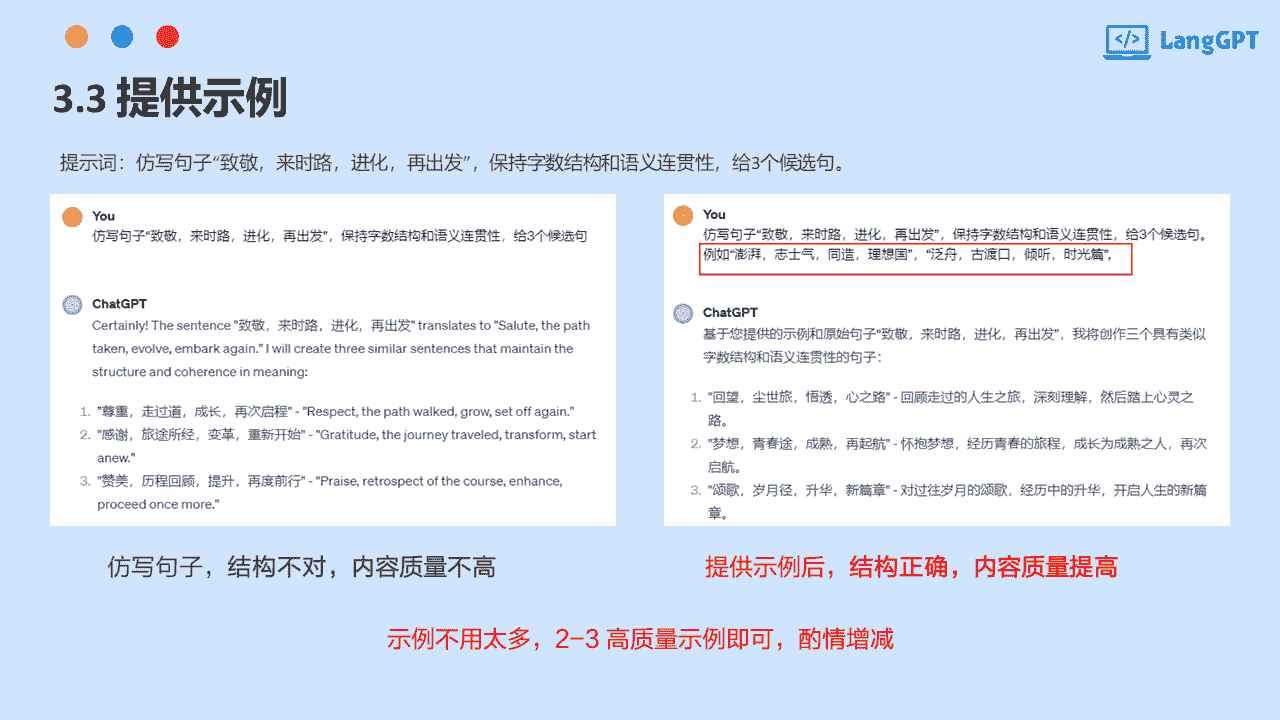 </> LangGPT
3.3 提供示例
提示词：仿写句子“致敬，来时路，进化，再出发”，保持字数结构和语义连贯性，给3个候选句。
You
仿写句子“致敬，来时路，进化，再出发”，保持字数结构和语义连贯性，给3个候选句
ChatGPT
Certainly! The sentence "致敬，来时路，进化，再出发" translates to "Salute, the path
taken, evolve, embark again." I will create three similar sentences that maintain the
structure and coherence in meaning:
1. "尊重，走过道，成长，再次启程" - "Respect, the path walked, grow, set off again."
2. "感谢，旅途所经，变革，重新开始" - "Gratitude, the journey traveled, transform, start
anew."
3. "赞美，历程回顾，提升，再度前行" - "Praise, retrospect of the course, enhance,
proceed once more."
仿写句子，结构不对，内容质量不高
You
仿写句子“致敬，来时路，进化，再出发”，保持字数结构和语义连贯性，给3个候选句。
例如“澎湃，志士气，同造，理想国”，“泛舟，古渡口，倾听，时光篇”，
ChatGPT
基于您提供的示例和原始句子“致敬，来时路，进化，再出发”，我将创作三个具有类似
字数结构和语义连贯性的句子：
1. "回望，尘世旅，悟透，心之路" - 回顾走过的人生之旅，深刻理解，然后踏上心灵之
路。
2. "梦想，青春途，成熟，再起航" - 怀抱梦想，经历青春的旅程，成长为成熟之人，再次
启航。
3. "颂歌，岁月径，升华，新篇章" - 对过往岁月的颂歌，经历中的升华，开启人生的新篇
章。
提供示例后，结构正确，内容质量提高
示例不用太多，2-3 高质量示例即可，酌情增减